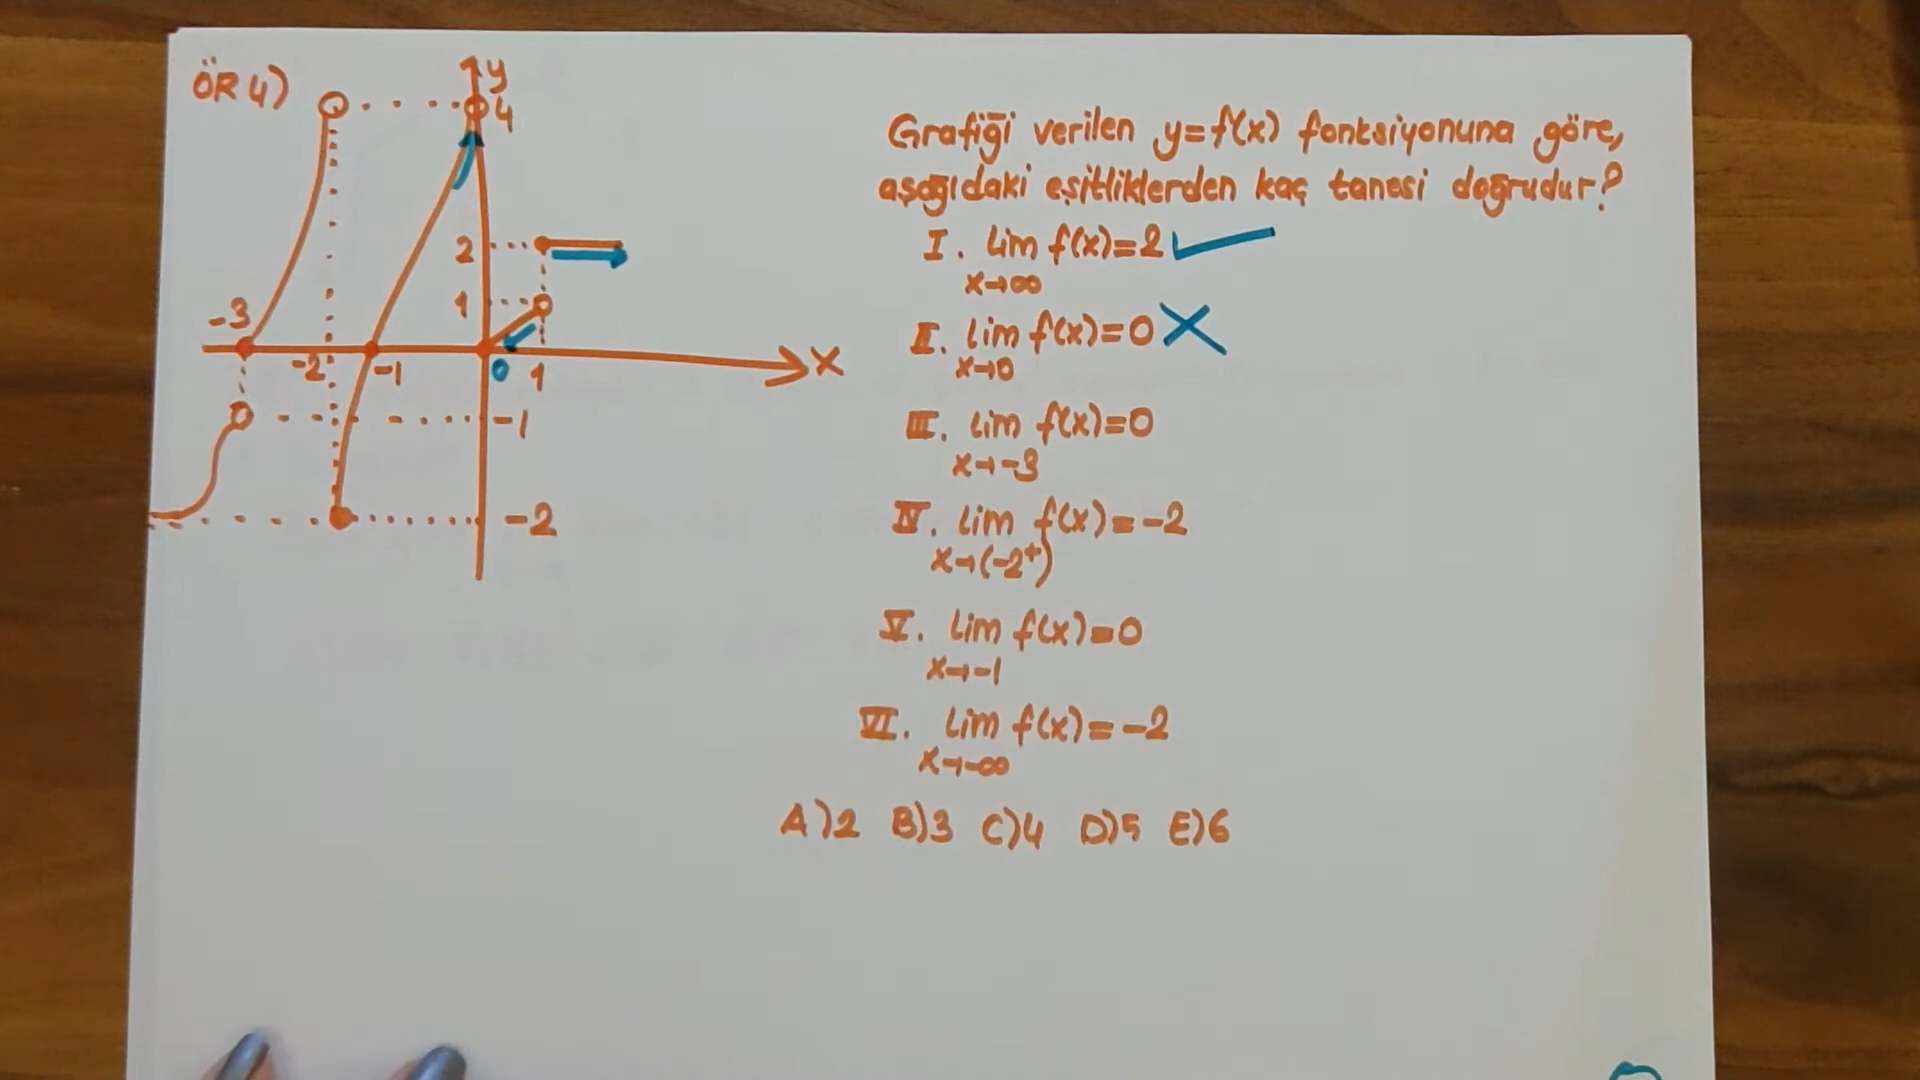 ÖR 4)
y
4
2
1
-3
-2
-1
0
1
x
-1
-2
Grafiği verilen y=f(x) fonksiyonuna göre,
aşağıdaki eşitliklerden kaç tanesi doğrudur?
I. lim f(x)=2
x→∞
II. lim f(x)=0
x→0
III. lim f(x)=0
x→-3
IV. lim f(x)=-2
x→(-2⁺)
V. lim f(x)=0
x→-1
VI. lim f(x)=-2
x→-∞
A)2 B)3 C)4 D)5 E)6